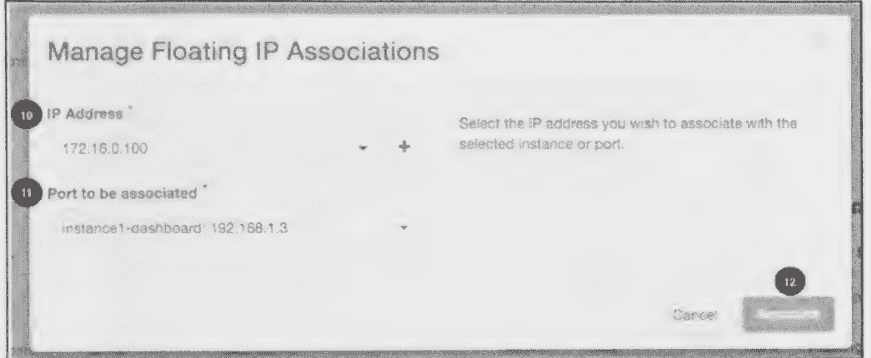 Manage Floating IP Associations
10 IP Address *
Select the IP address you wish to associate with the
172.16.0.100
selected instance or port.
11 Port to be associated *
instance1-dashboard: 192.168.1.3
12
Cancel